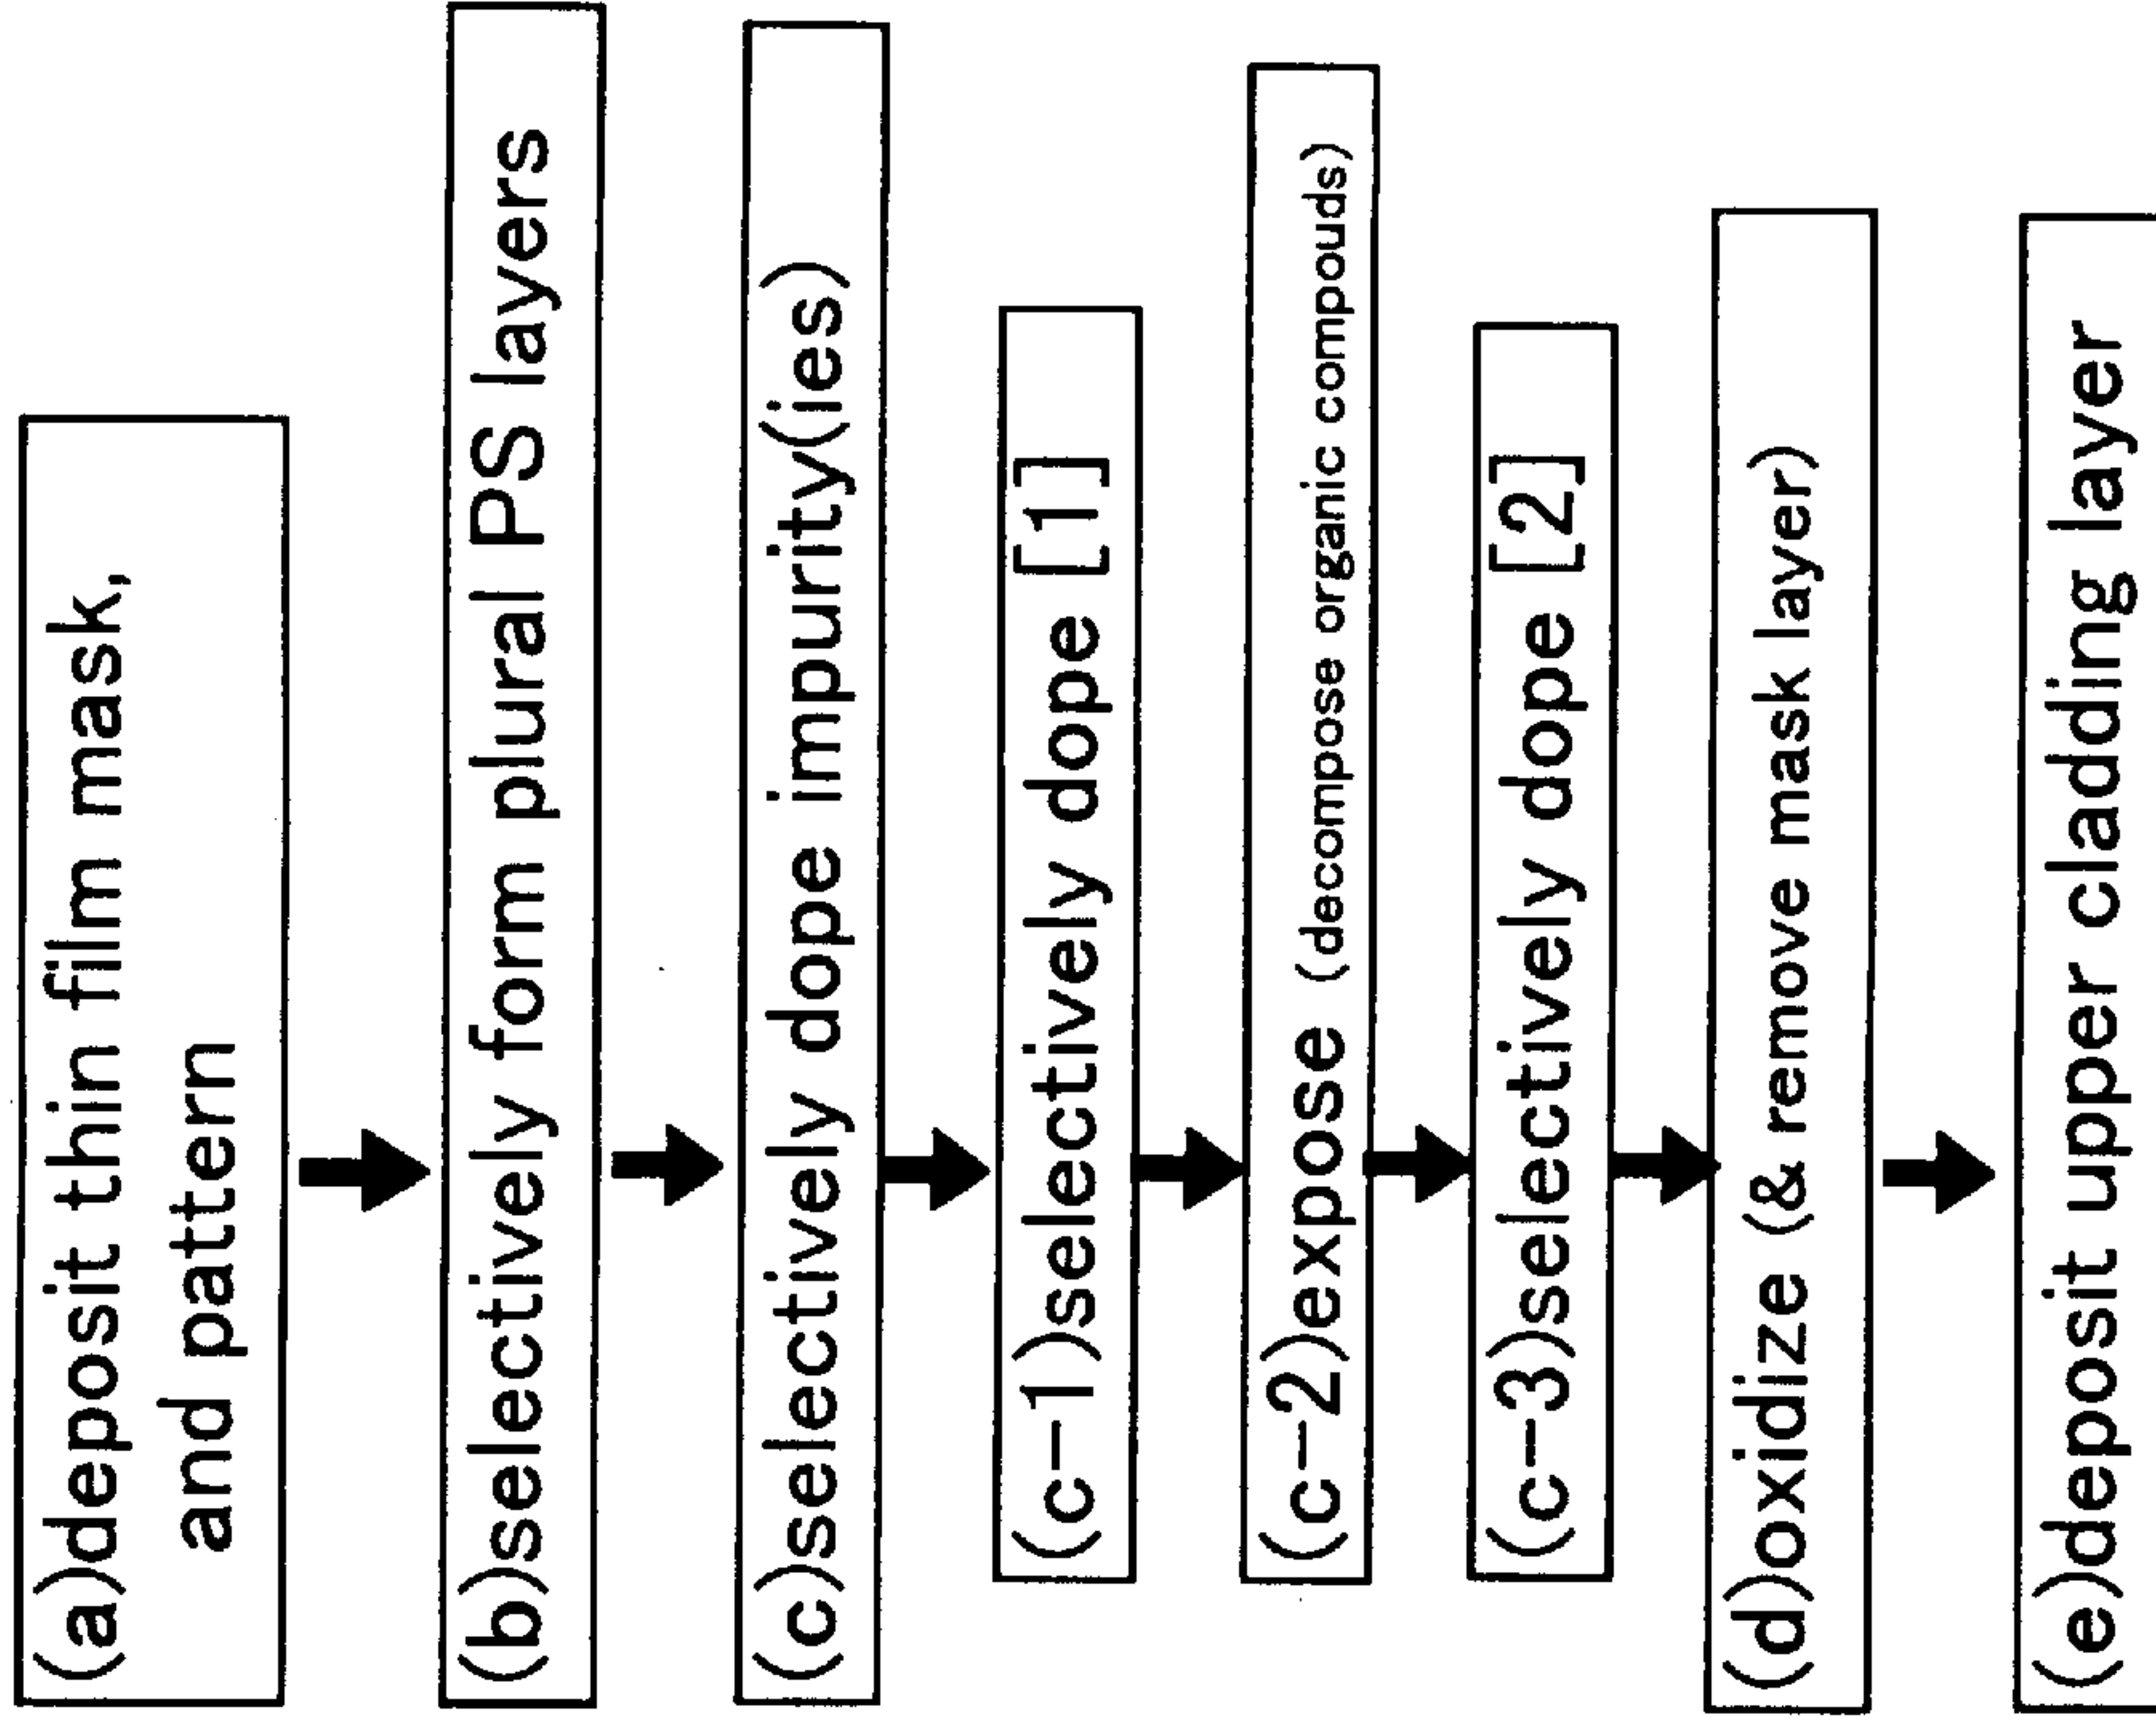 (a)deposit thin film mask,
and pattern
(b)selectively form plural PS layers
(c)selectively dope impurity(ies)
(c-1)selectively dope [1]
(c-2)expose (decompose organic compouds)
(c-3)selectively dope [2]
(d)oxidize (& remove mask layer)
(e)deposit upper cladding layer